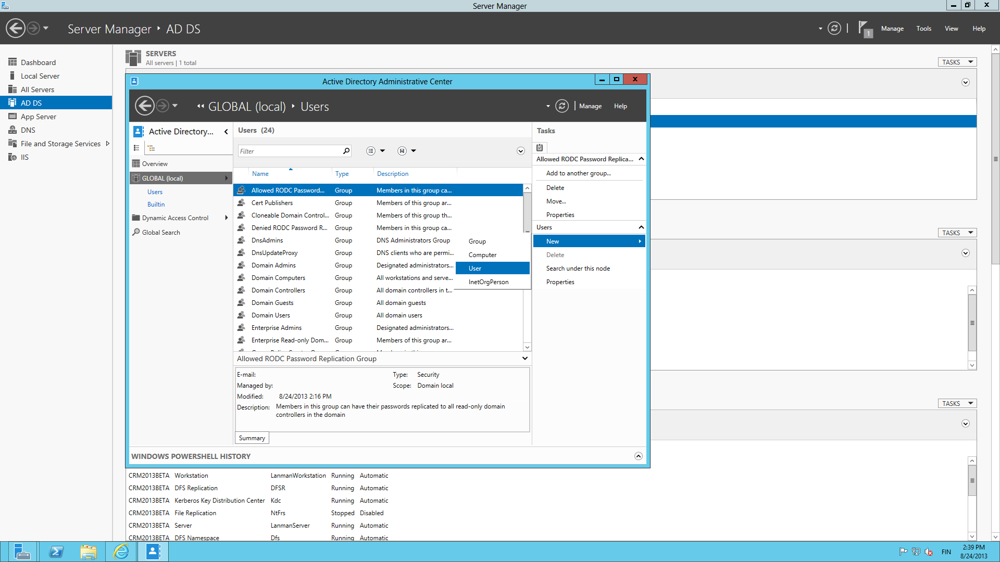 Server Manager
Server Manager ‣ AD DS
1
Manage Tools View Help
Dashboard
Local Server
All Servers
AD DS
App Server
DNS
File and Storage Services
IIS
SERVERS
All servers | 1 total
TASKS
TASKS
TASKS
Active Directory Administrative Center
GLOBAL (local) ‣ Users
Manage Help
Active Directory...
Overview
GLOBAL (local)
Users
Builtin
Dynamic Access Control
Global Search
Users (24)
Filter
Name Type Description
Allowed RODC Password... Group Members in this group ca...
Cert Publishers Group Members of this group ar...
Cloneable Domain Control... Group Members of this group th...
Denied RODC Password R... Group Members in this group ca...
DnsAdmins Group DNS Administrators Group
DnsUpdateProxy Group DNS clients who are permi...
Domain Admins Group Designated administrators...
Domain Computers Group All workstations and serve...
Domain Controllers Group All domain controllers in t...
Domain Guests Group All domain guests
Domain Users Group All domain users
Enterprise Admins Group Designated administrators...
Enterprise Read-only Dom... Group Members of this group ar...
Group
Computer
User
InetOrgPerson
Tasks
Allowed RODC Password Replica...
Add to another group...
Delete
Move...
Properties
Users
New
Delete
Search under this node
Properties
Allowed RODC Password Replication Group
E-mail: Type: Security
Managed by: Scope: Domain local
Modified: 8/24/2013 2:16 PM
Description: Members in this group can have their passwords replicated to all read-only domain
controllers in the domain
Summary
WINDOWS POWERSHELL HISTORY
CRM2013BETA Workstation LanmanWorkstation Running Automatic
CRM2013BETA DFS Replication DFSR Running Automatic
CRM2013BETA Kerberos Key Distribution Center Kdc Running Automatic
CRM2013BETA File Replication NtFrs Stopped Disabled
CRM2013BETA Server LanmanServer Running Automatic
CRM2013BETA DFS Namespace Dfs Running Automatic
FIN
2:39 PM
8/24/2013